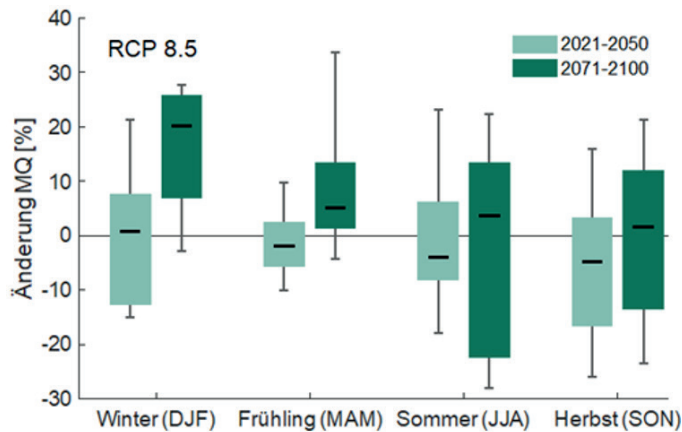 RCP 8.5
2021-2050
2071-2100
Änderung MQ [%]
40
30
20
10
0
-10
-20
-30
Winter (DJF)
Frühling (MAM)
Sommer (JJA)
Herbst (SON)